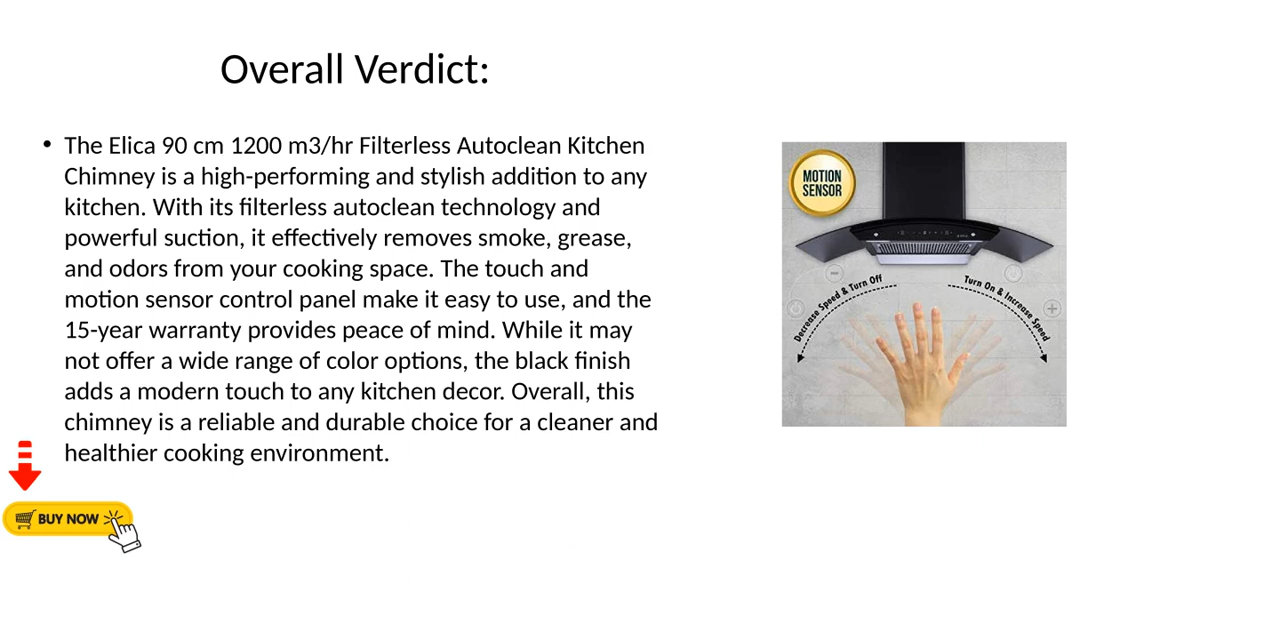 Overall Verdict:
• The Elica 90 cm 1200 m3/hr Filterless Autoclean Kitchen
Chimney is a high-performing and stylish addition to any
kitchen. With its filterless autoclean technology and
powerful suction, it effectively removes smoke, grease,
and odors from your cooking space. The touch and
motion sensor control panel make it easy to use, and the
15-year warranty provides peace of mind. While it may
not offer a wide range of color options, the black finish
adds a modern touch to any kitchen decor. Overall, this
chimney is a reliable and durable choice for a cleaner and
healthier cooking environment.
MOTION
SENSOR
Decrease Speed & Turn Off
Turn On & Increase Speed
BUY NOW